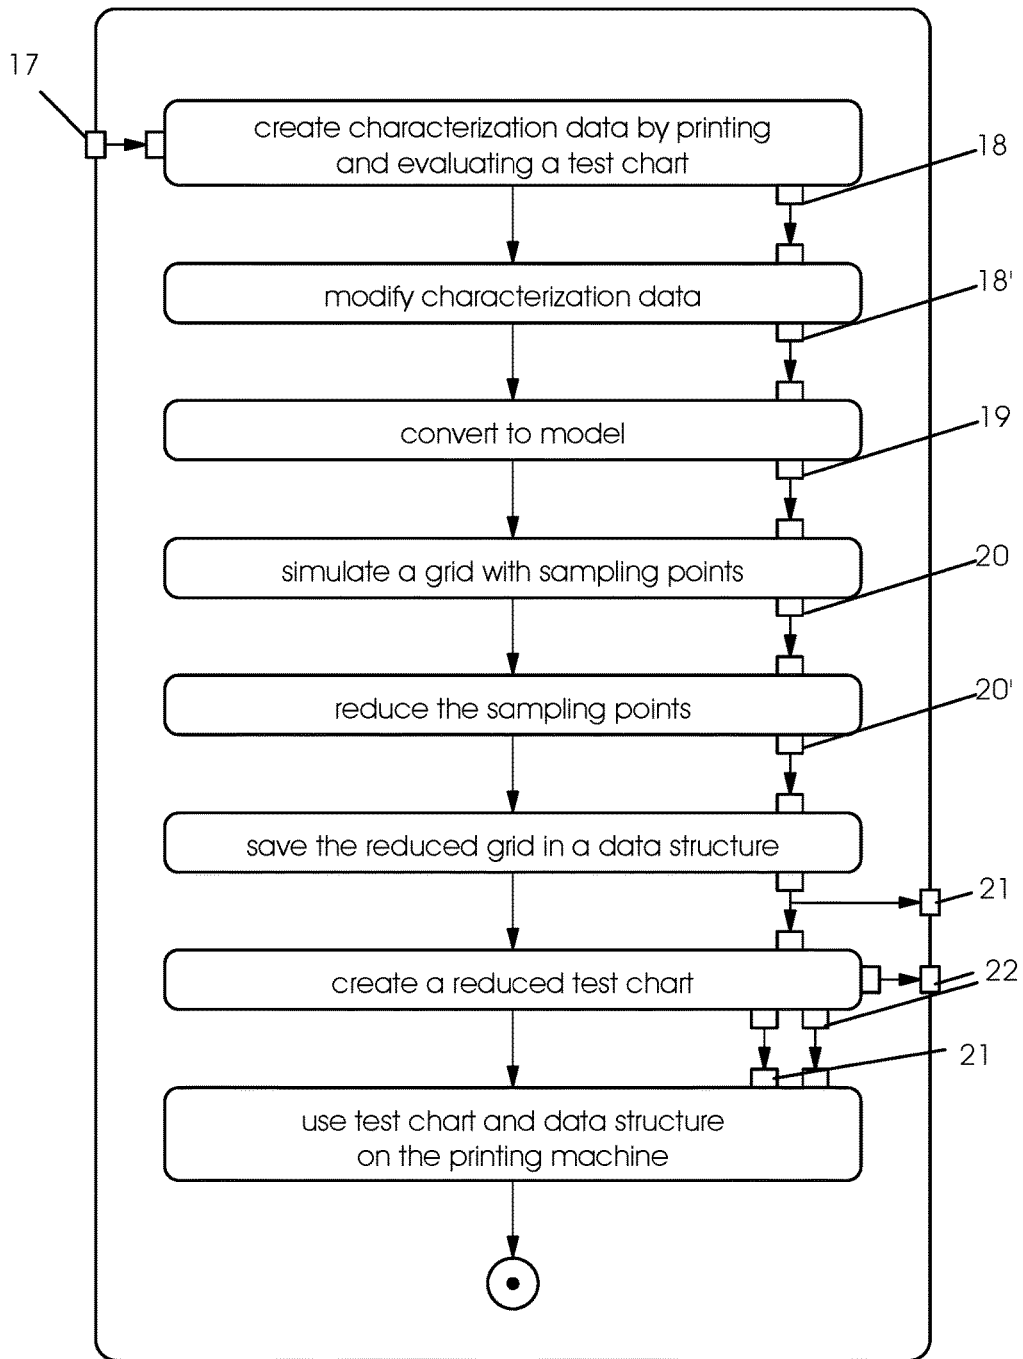 17
create characterization data by printing
and evaluating a test chart
18
modify characterization data
18'
convert to model
19
simulate a grid with sampling points
20
reduce the sampling points
20'
save the reduced grid in a data structure
21
create a reduced test chart
22
21
use test chart and data structure
on the printing machine